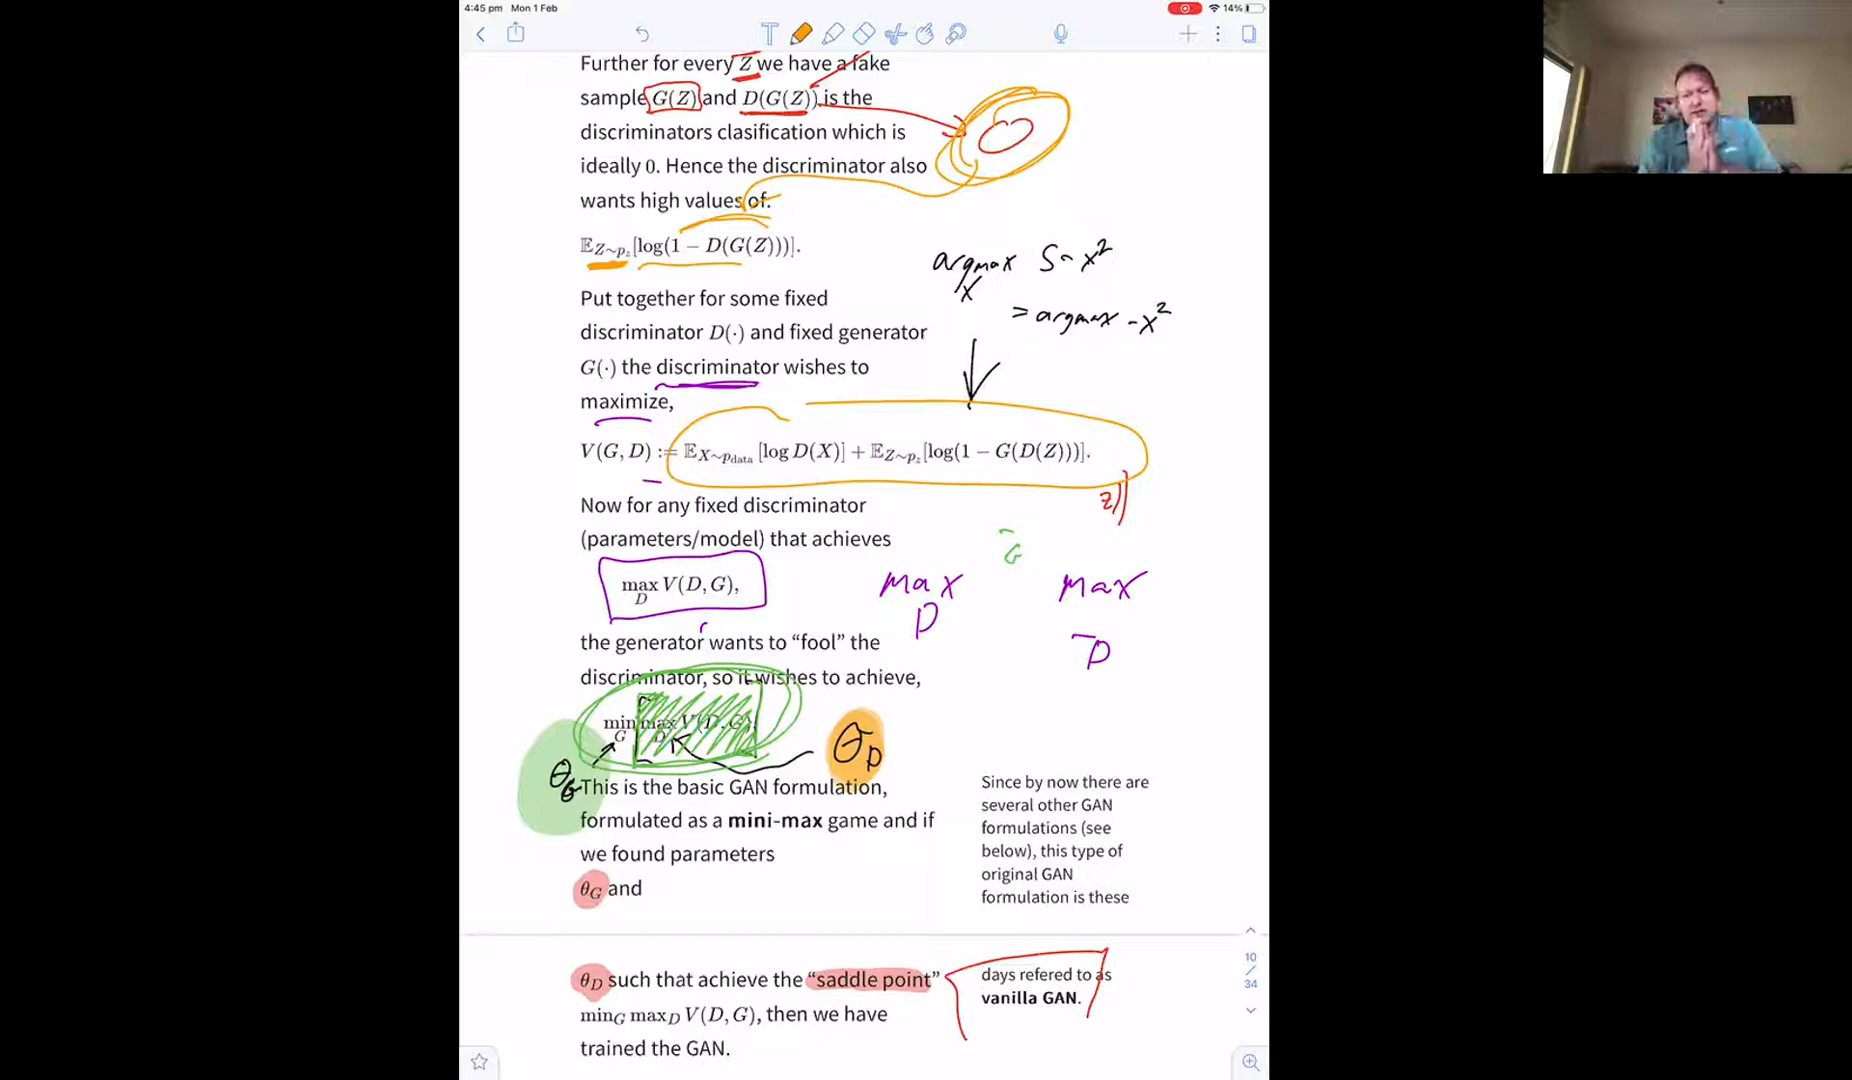 4:45 pm Mon 1 Feb
14%
Further for every Z we have a fake
sample G(Z) and D(G(Z)) is the
discriminators clasification which is
ideally 0. Hence the discriminator also
wants high values of:
𝔼_{Z∼p_z}[log(1 − D(G(Z)))].
argmax 5 - x²
x
= argmax -x²
Put together for some fixed
discriminator D(·) and fixed generator
G(·) the discriminator wishes to
maximize,
V(G, D) := 𝔼_{X∼p_data} [log D(X)] + 𝔼_{Z∼p_z}[log(1 − G(D(Z)))].
z))
Now for any fixed discriminator
(parameters/model) that achieves
G
max_D V(D, G),
max max
D D
the generator wants to “fool” the
discriminator, so it wishes to achieve,
min_G max_D V(D, G),
θ_D
θ_G
This is the basic GAN formulation,
formulated as a mini-max game and if
we found parameters
θ_G and
Since by now there are
several other GAN
formulations (see
below), this type of
original GAN
formulation is these
10
/
34
θ_D such that achieve the “saddle point”
min_G max_D V(D, G), then we have
trained the GAN.
days refered to as
vanilla GAN.